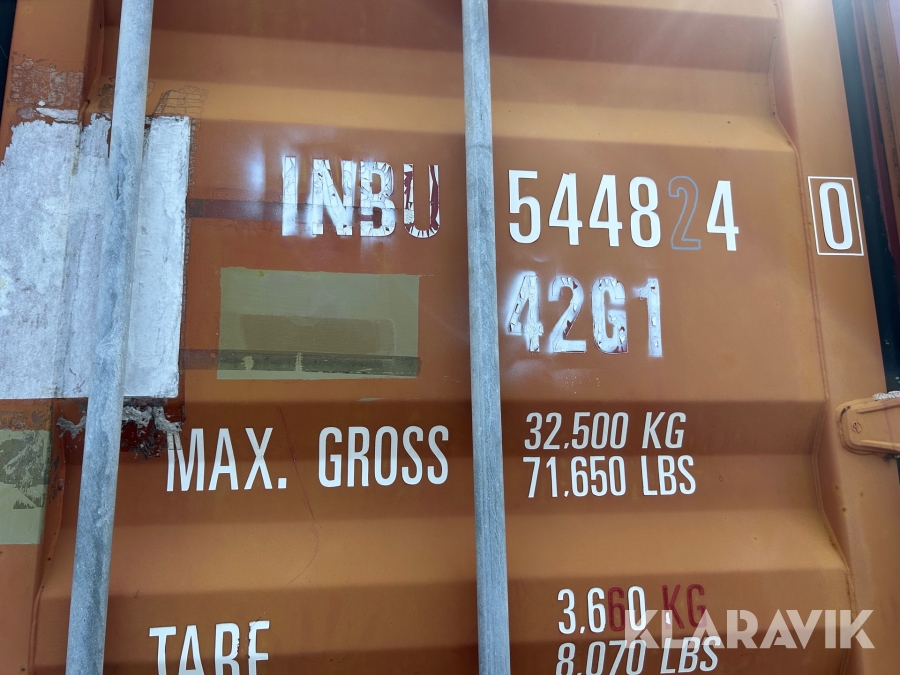 INBU 544824 0
42G1
MAX. GROSS 32,500 KG
71,650 LBS
TARE 3,660 KG
8,070 LBS
KLARAVIK